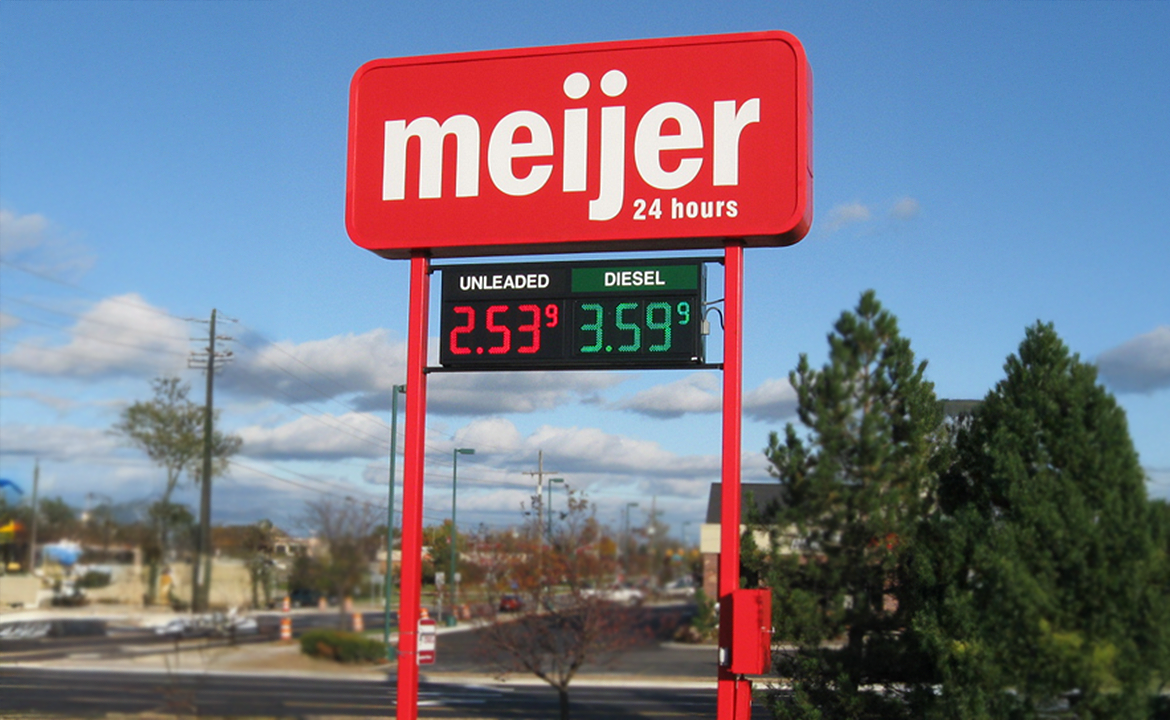 meijer
24 hours
UNLEADED DIESEL
2.539 3.599